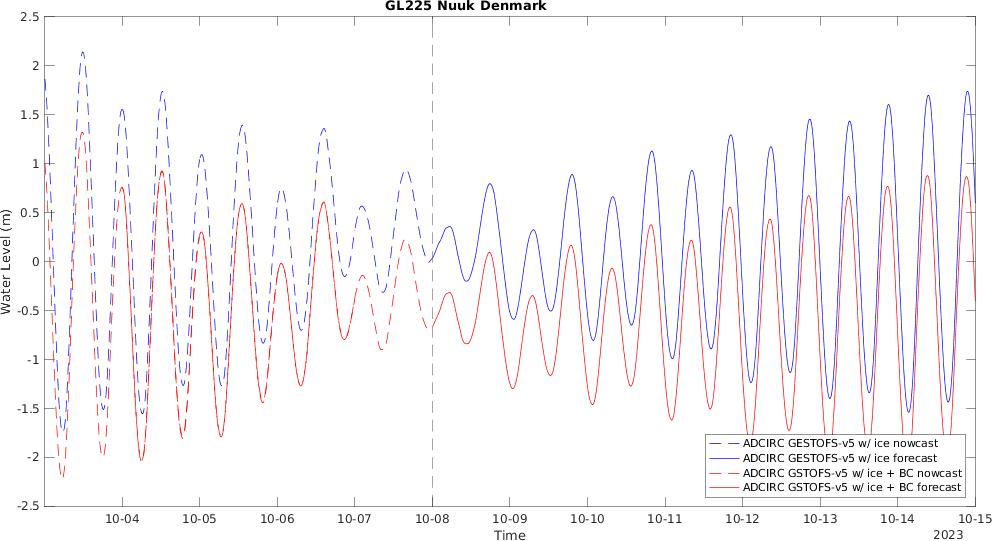 GL225 Nuuk Denmark
2.5
2
1.5
1
0.5
0
-0.5
-1
-1.5
-2
-2.5
Water Level (m)
ADCIRC GESTOFS-v5 w/ ice nowcast
ADCIRC GESTOFS-v5 w/ ice forecast
ADCIRC GSTOFS-v5 w/ ice + BC nowcast
ADCIRC GSTOFS-v5 w/ ice + BC forecast
10-04 10-05 10-06 10-07 10-08 10-09 10-10 10-11 10-12 10-13 10-14 10-15
Time 2023